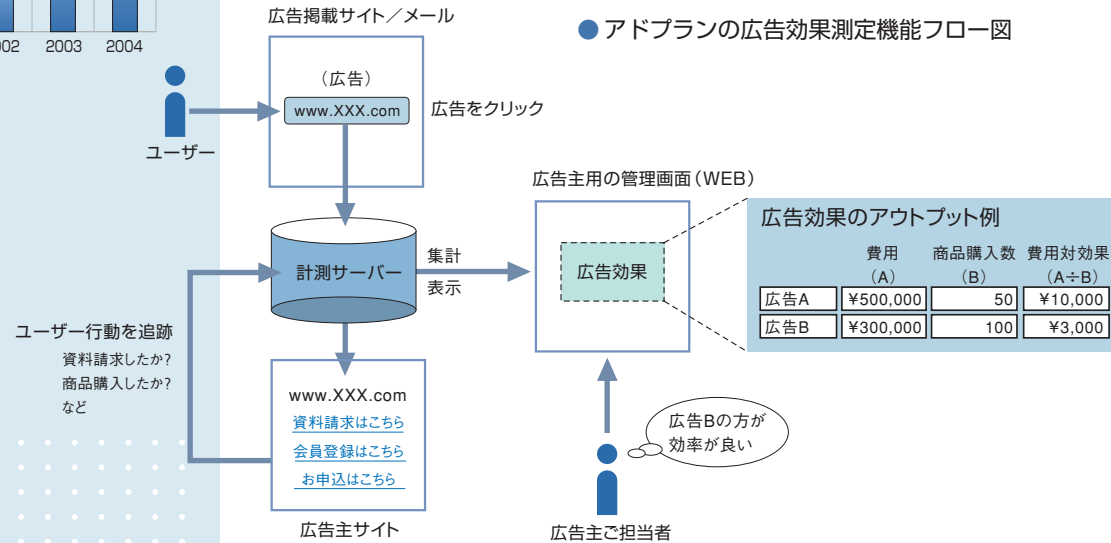 2003
2004
●アドプランの広告効果測定機能フロー図
広告掲載サイト／メール
（広告）
www.XXX.com
広告をクリック
ユーザー
計測サーバー
集計
表示
ユーザー行動を追跡
資料請求したか?
商品購入したか?
など
www.XXX.com
資料請求はこちら
会員登録はこちら
お申込はこちら
広告主サイト
広告主用の管理画面（WEB）
広告効果
広告Bの方が
効率が良い
広告主ご担当者
広告効果のアウトプット例
費用 商品購入数 費用対効果
（A） （B） （A÷B）
広告A ¥500,000 50 ¥10,000
広告B ¥300,000 100 ¥3,000